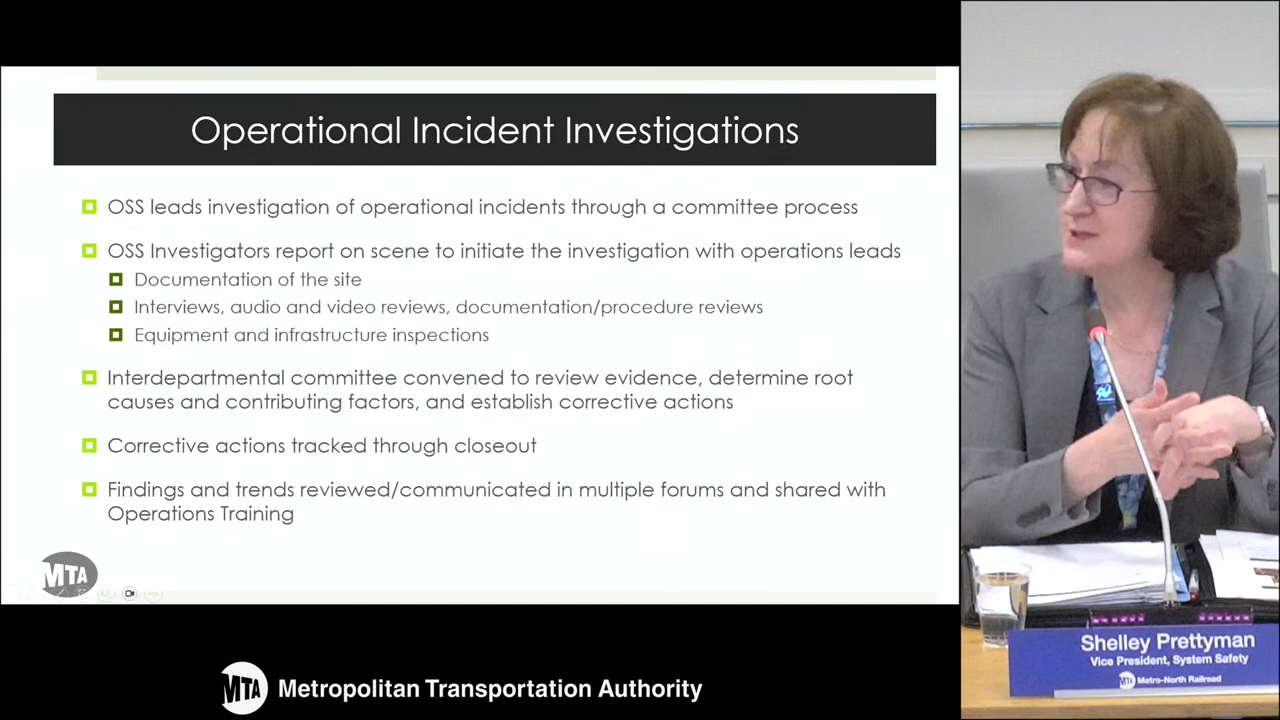 Operational Incident Investigations
OSS leads investigation of operational incidents through a committee process
OSS Investigators report on scene to initiate the investigation with operations leads
Documentation of the site
Interviews, audio and video reviews, documentation/procedure reviews
Equipment and infrastructure inspections
Interdepartmental committee convened to review evidence, determine root
causes and contributing factors, and establish corrective actions
Corrective actions tracked through closeout
Findings and trends reviewed/communicated in multiple forums and shared with
Operations Training
MTA
MTA Metropolitan Transportation Authority
Shelley Prettyman
Vice President, System Safety
MTA Metro-North Railroad